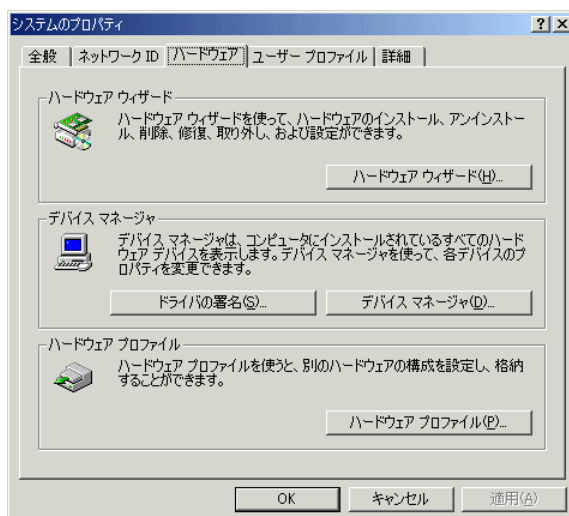 システムのプロパティ
全般 ネットワーク ID ハードウェア ユーザー プロファイル 詳細
ハードウェア ウィザード
ハードウェア ウィザードを使って、ハードウェアのインストール、アンインストー
ル、削除、修復、取り外し、および設定ができます。
ハードウェア ウィザード(H)...
デバイス マネージャ
デバイス マネージャは、コンピュータにインストールされているすべてのハード
ウェア デバイスを表示します。デバイス マネージャを使って、各デバイスのプ
ロパティを変更できます。
ドライバの署名(S)... デバイス マネージャ(D)...
ハードウェア プロファイル
ハードウェア プロファイルを使うと、別のハードウェアの構成を設定し、格納
することができます。
ハードウェア プロファイル(P)...
OK キャンセル 適用(A)